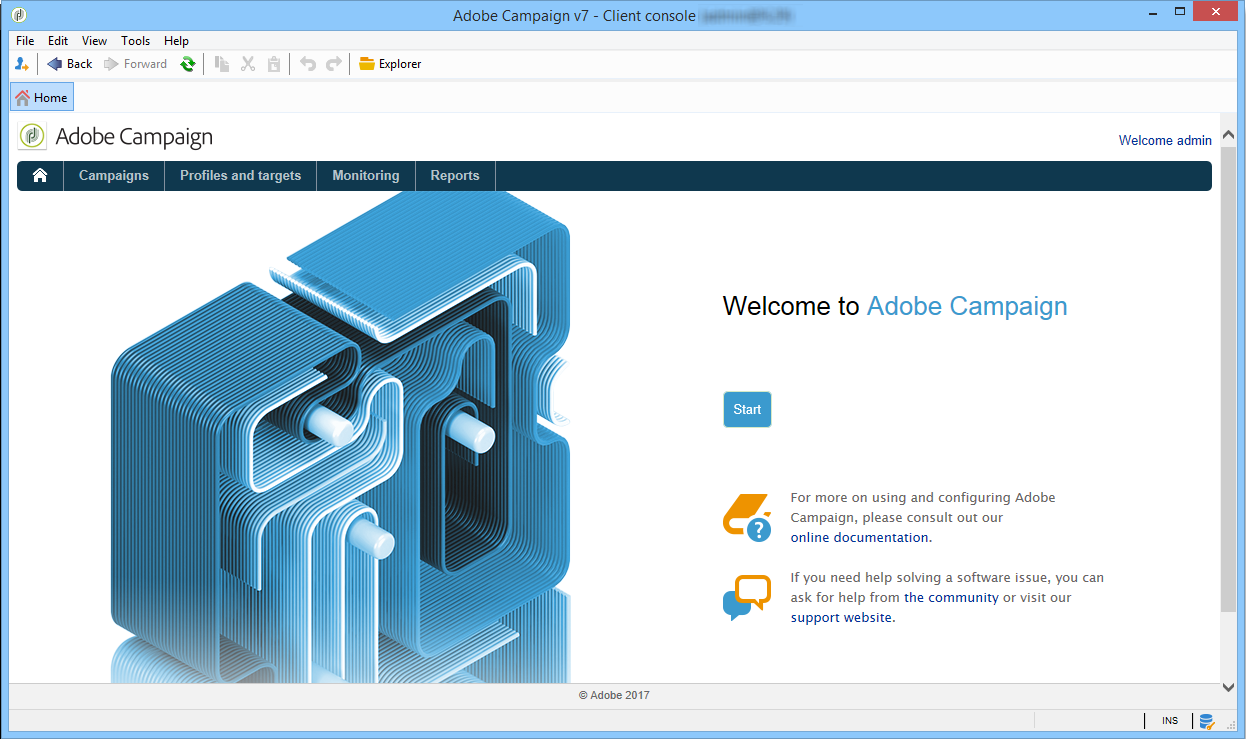 Adobe Campaign v7 - Client console
File Edit View Tools Help
Back Forward Explorer
Home
Adobe Campaign
Welcome admin
Campaigns Profiles and targets Monitoring Reports
Welcome to Adobe Campaign
Start
For more on using and configuring Adobe
Campaign, please consult out our
online documentation.
If you need help solving a software issue, you can
ask for help from the community or visit our
support website.
© Adobe 2017
INS